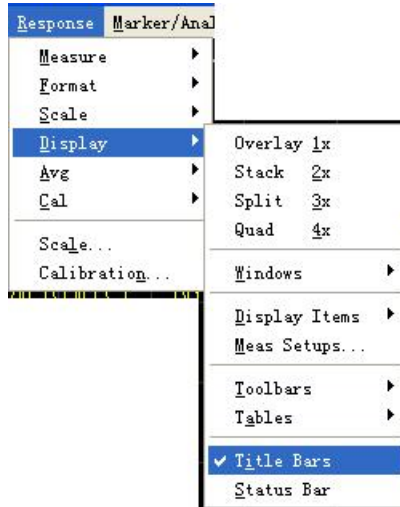 Response Marker/Anal
Measure
Format
Scale
Display
Avg
Cal
Scale...
Calibration...
Overlay 1x
Stack 2x
Split 3x
Quad 4x
Windows
Display Items
Meas Setups...
Toolbars
Tables
Title Bars
Status Bar